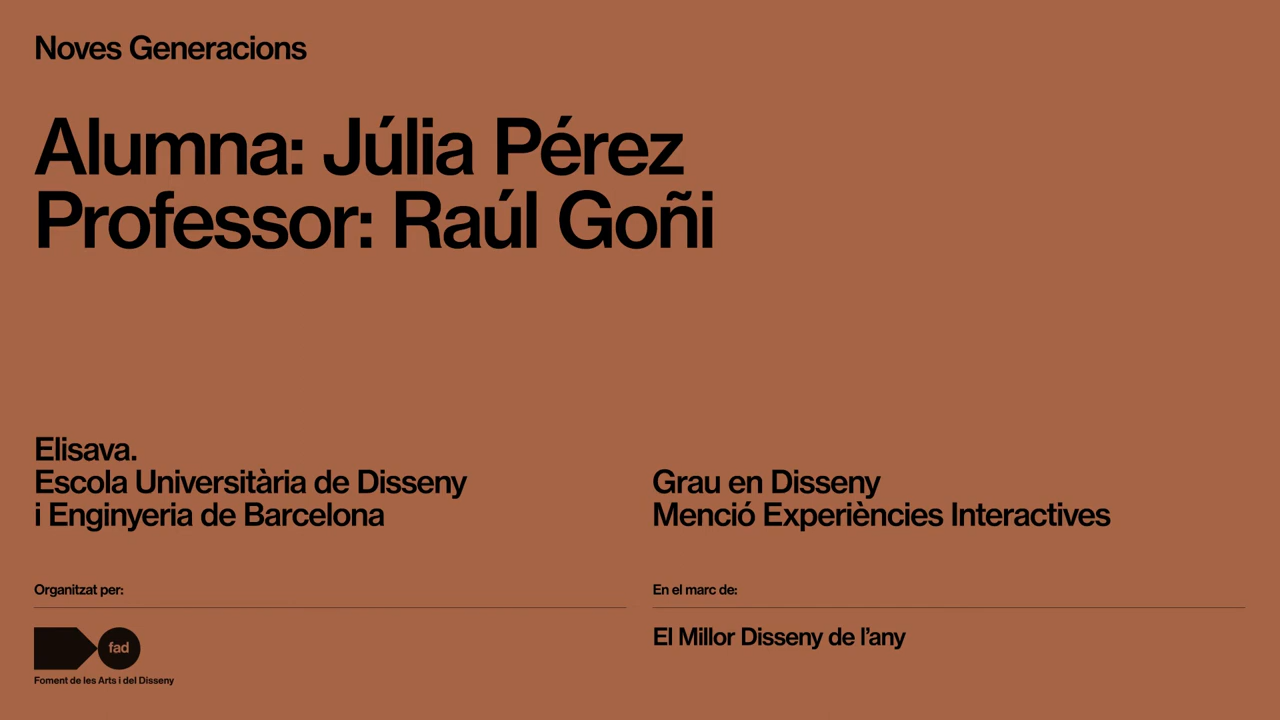 Noves Generacions
Alumna: Júlia Pérez
Professor: Raúl Goñi
Elisava.
Escola Universitària de Disseny
i Enginyeria de Barcelona
Grau en Disseny
Menció Experiències Interactives
Organitzat per:
fad
Foment de les Arts i del Disseny
En el marc de:
El Millor Disseny de l’any